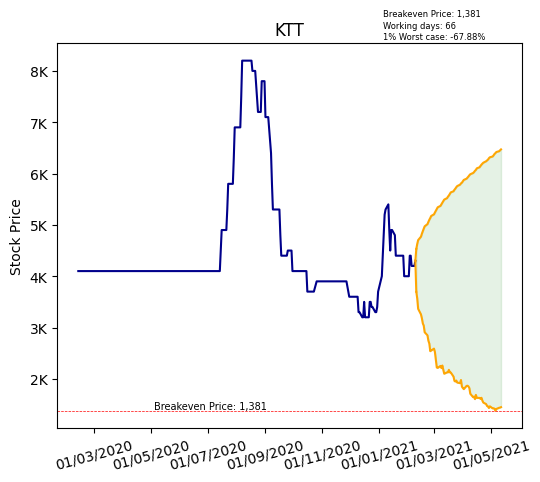 Breakeven Price: 1,381
Working days: 66
1% Worst case: -67.88%
KTT
8K
7K
6K
5K
4K
3K
2K
Stock Price
Breakeven Price: 1,381
01/03/2020 01/05/2020 01/07/2020 01/09/2020 01/11/2020 01/01/2021 01/03/2021 01/05/2021